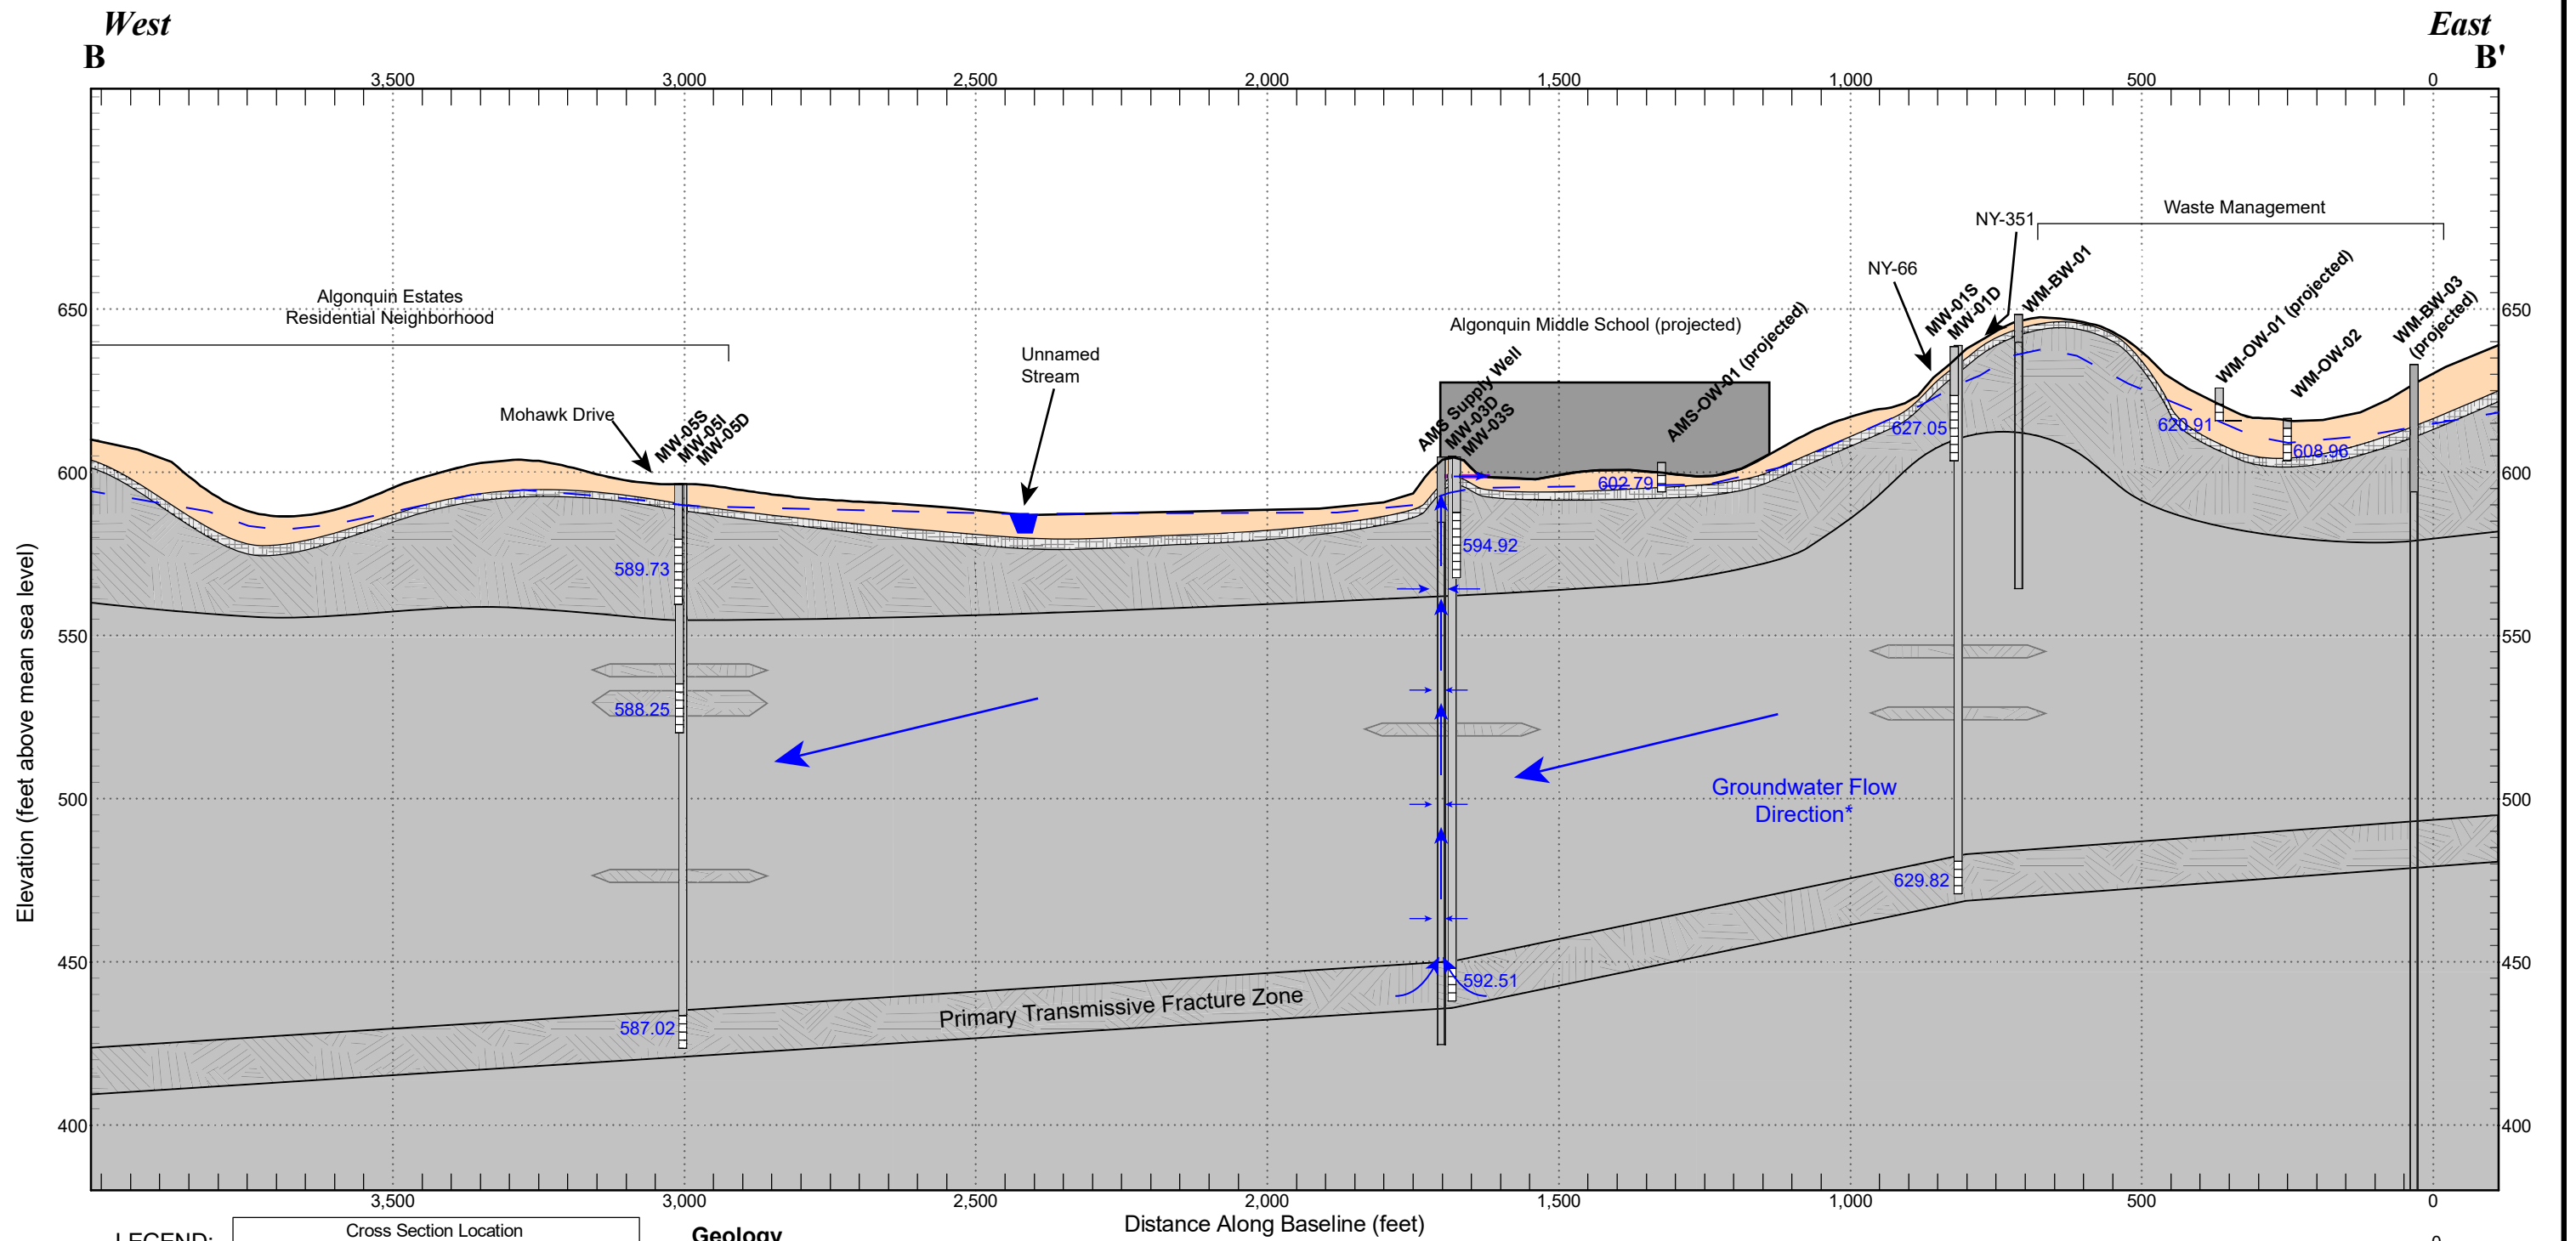 West
East
B
B'
3,500
3,000
2,500
2,000
1,500
1,000
500
0
Waste Management
NY-351
NY-66
WM-BW-01
WM-OW-01 (projected)
WM-OW-02
WM-BW-03
(projected)
MW-01S
MW-01D
Algonquin Estates
Residential Neighborhood
650
650
Algonquin Middle School (projected)
Unnamed
Stream
Mohawk Drive
MW-05S
MW-05I
MW-05D
AMS Supply Well
MW-03D
MW-03S
AMS-OW-01 (projected)
627.05
620.91
608.96
600
600
602.79
594.92
589.73
550
550
588.25
Groundwater Flow
Direction*
500
500
629.82
450
450
592.51
Primary Transmissive Fracture Zone
587.02
400
400
Elevation (feet above mean sea level)
3,500
3,000
2,500
2,000
1,500
1,000
500
0
Distance Along Baseline (feet)
LEGEND:
Cross Section Location
Geology
0